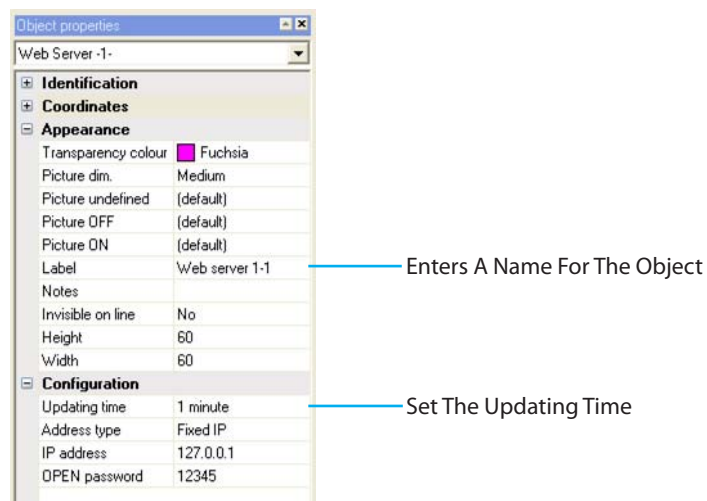 Object properties
Web Server -1-
Identification
Coordinates
Appearance
Transparency colour Fuchsia
Picture dim. Medium
Picture undefined (default)
Picture OFF (default)
Picture ON (default)
Label Web server 1-1 Enters A Name For The Object
Notes
Invisible on line No
Height 60
Width 60
Configuration
Updating time 1 minute Set The Updating Time
Address type Fixed IP
IP address 127.0.0.1
OPEN password 12345